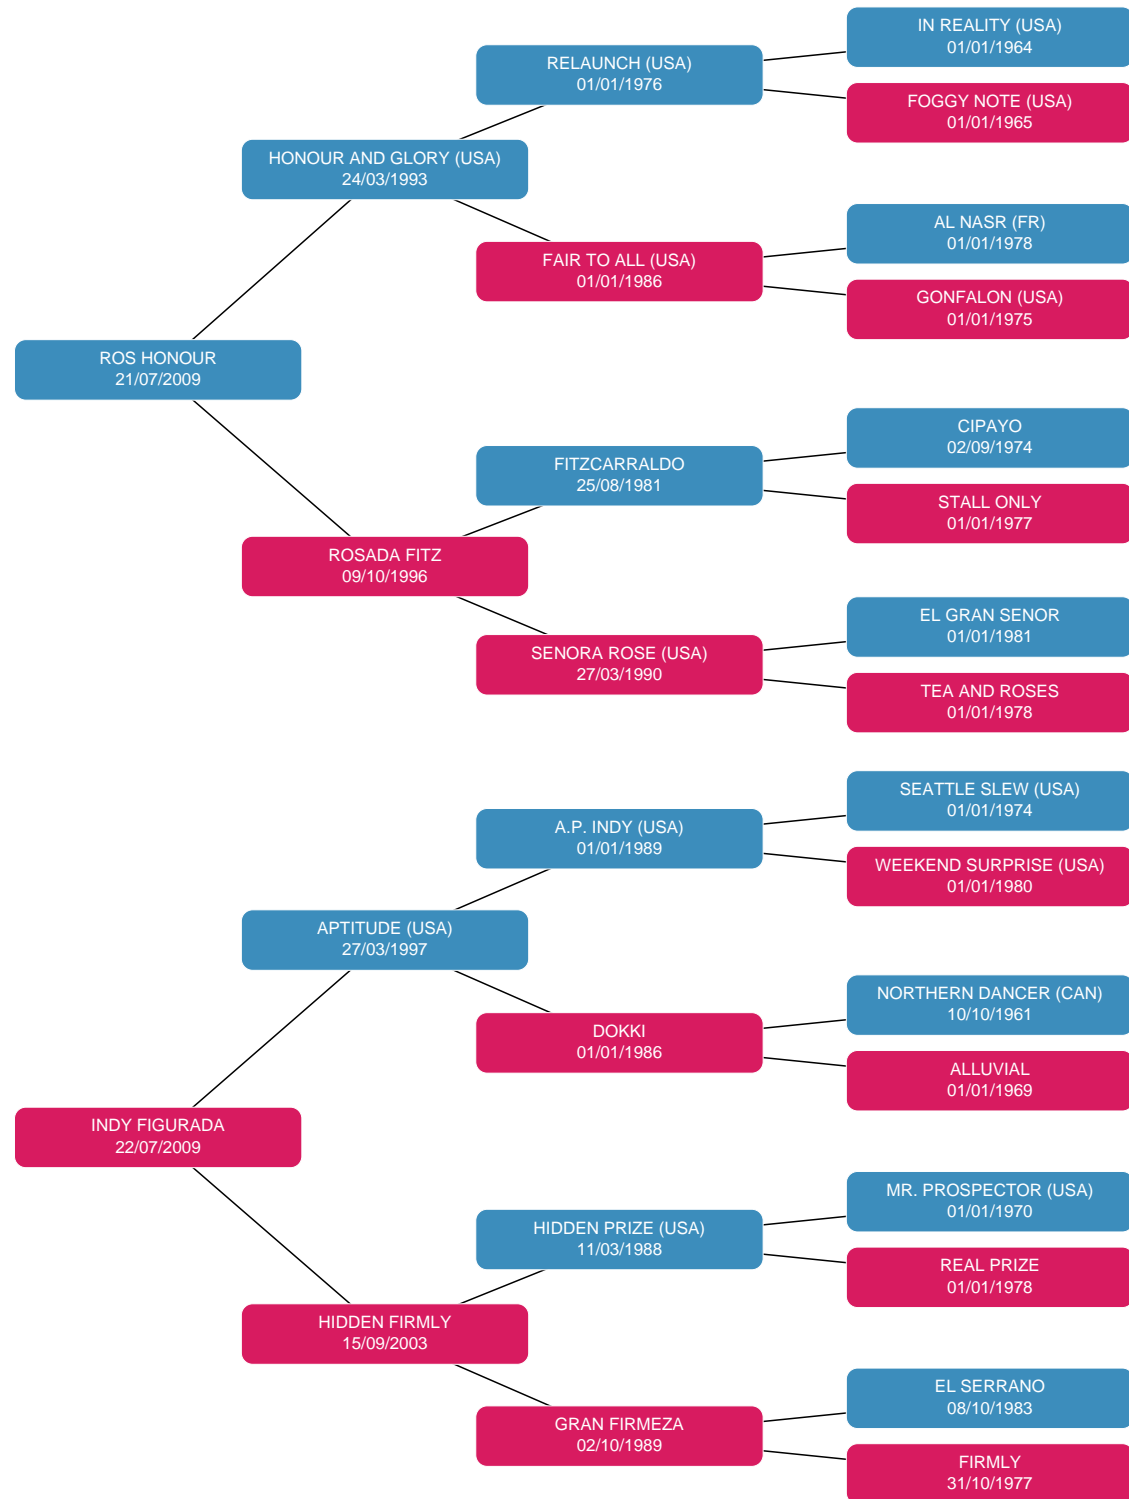 IN REALITY (USA)
01/01/1964
RELAUNCH (USA)
01/01/1976
FOGGY NOTE (USA)
01/01/1965
HONOUR AND GLORY (USA)
24/03/1993
AL NASR (FR)
01/01/1978
FAIR TO ALL (USA)
01/01/1986
GONFALON (USA)
01/01/1975
ROS HONOUR
21/07/2009
CIPAYO
02/09/1974
FITZCARRALDO
25/08/1981
STALL ONLY
01/01/1977
ROSADA FITZ
09/10/1996
EL GRAN SENOR
01/01/1981
SENORA ROSE (USA)
27/03/1990
TEA AND ROSES
01/01/1978
SEATTLE SLEW (USA)
01/01/1974
A.P. INDY (USA)
01/01/1989
WEEKEND SURPRISE (USA)
01/01/1980
APTITUDE (USA)
27/03/1997
NORTHERN DANCER (CAN)
10/10/1961
DOKKI
01/01/1986
ALLUVIAL
01/01/1969
INDY FIGURADA
22/07/2009
MR. PROSPECTOR (USA)
01/01/1970
HIDDEN PRIZE (USA)
11/03/1988
REAL PRIZE
01/01/1978
HIDDEN FIRMLY
15/09/2003
EL SERRANO
08/10/1983
GRAN FIRMEZA
02/10/1989
FIRMLY
31/10/1977